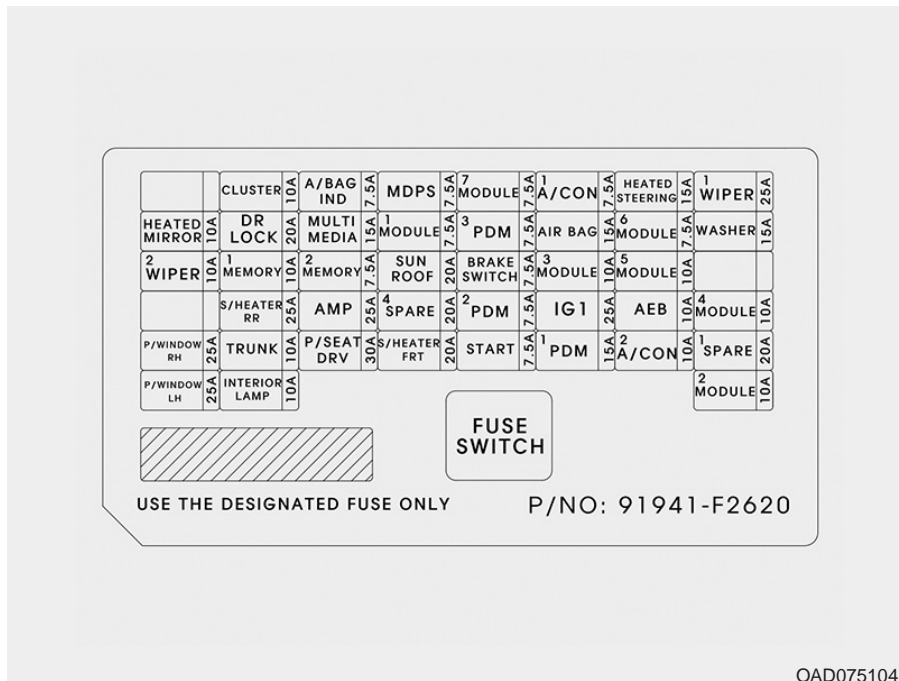 CLUSTER 10A A/BAG IND 7.5A MDPS 7.5A 7 MODULE 7.5A 1 A/CON 7.5A HEATED STEERING 15A 1 WIPER 25A
HEATED MIRROR 10A DR LOCK 20A MULTI MEDIA 15A 1 MODULE 7.5A 3 PDM 7.5A AIR BAG 15A 6 MODULE 7.5A WASHER 15A
2 WIPER 10A 1 MEMORY 10A 2 MEMORY 7.5A SUN ROOF 20A BRAKE SWITCH 7.5A 3 MODULE 10A 5 MODULE 10A
S/HEATER RR 25A AMP 25A 4 SPARE 20A 2 PDM 7.5A IG1 25A AEB 10A 4 MODULE 10A
P/WINDOW RH 25A TRUNK 10A P/SEAT DRV 30A S/HEATER FRT 20A START 7.5A 1 PDM 15A 2 A/CON 10A 1 SPARE 20A
P/WINDOW LH 25A INTERIOR LAMP 10A 2 MODULE 10A
FUSE
SWITCH
USE THE DESIGNATED FUSE ONLY P/NO: 91941-F2620
OAD075104